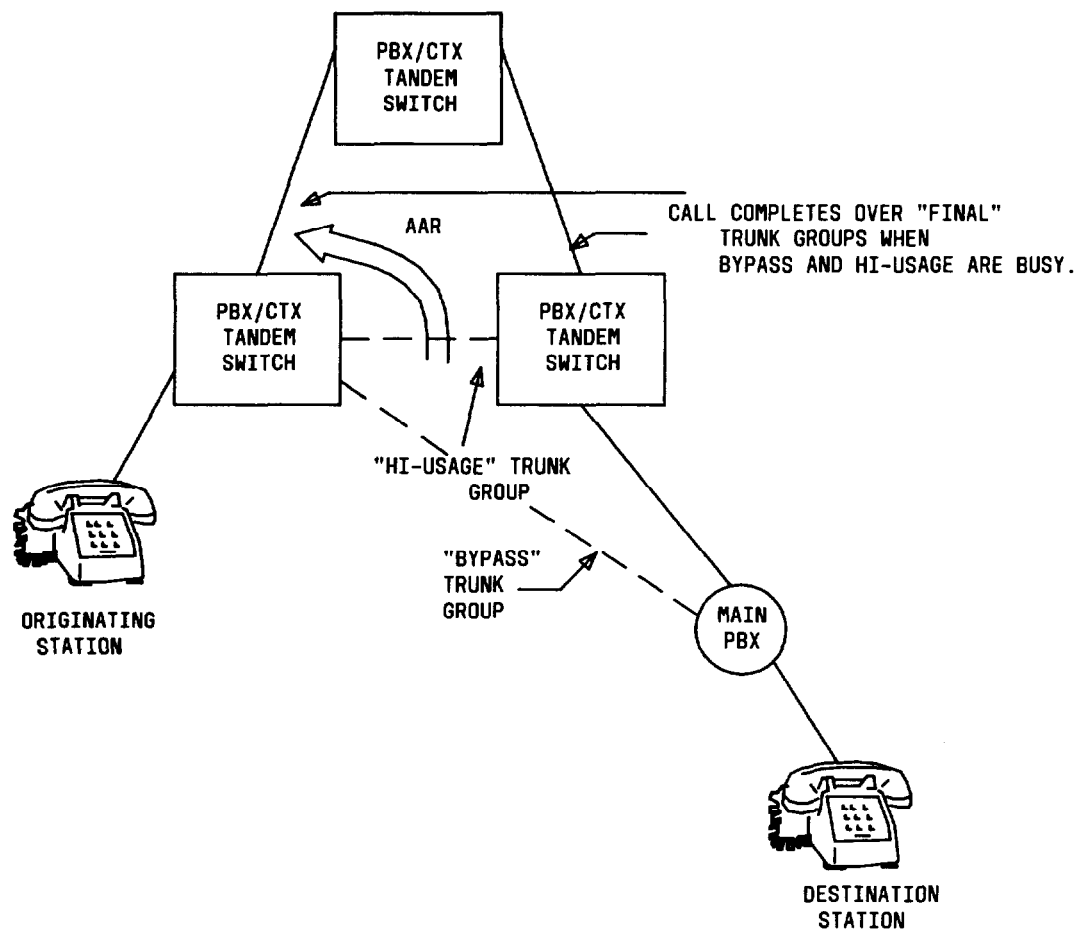 PBX/CTX
TANDEM
SWITCH
AAR
CALL COMPLETES OVER "FINAL"
TRUNK GROUPS WHEN
BYPASS AND HI-USAGE ARE BUSY.
PBX/CTX
TANDEM
SWITCH
PBX/CTX
TANDEM
SWITCH
"HI-USAGE" TRUNK
GROUP
"BYPASS"
TRUNK
GROUP
ORIGINATING
STATION
MAIN
PBX
DESTINATION
STATION